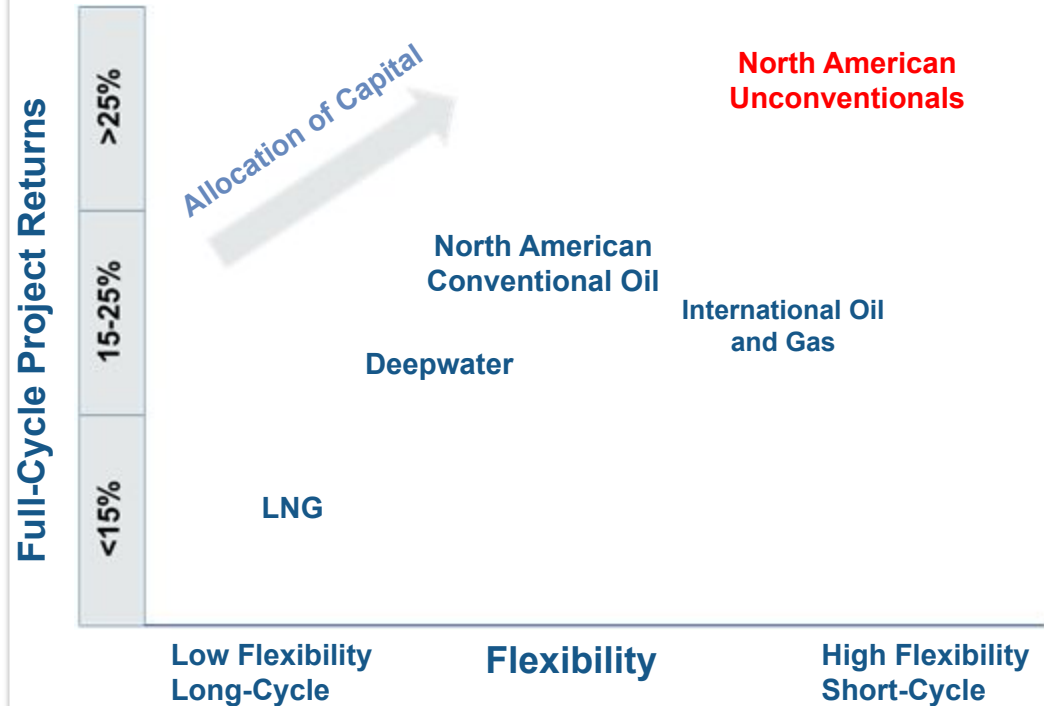 Full-Cycle Project Returns
>25%
15-25%
<15%
Allocation of Capital
North American
Unconventionals
North American
Conventional Oil
International Oil
and Gas
Deepwater
LNG
Low Flexibility
Long-Cycle
Flexibility
High Flexibility
Short-Cycle